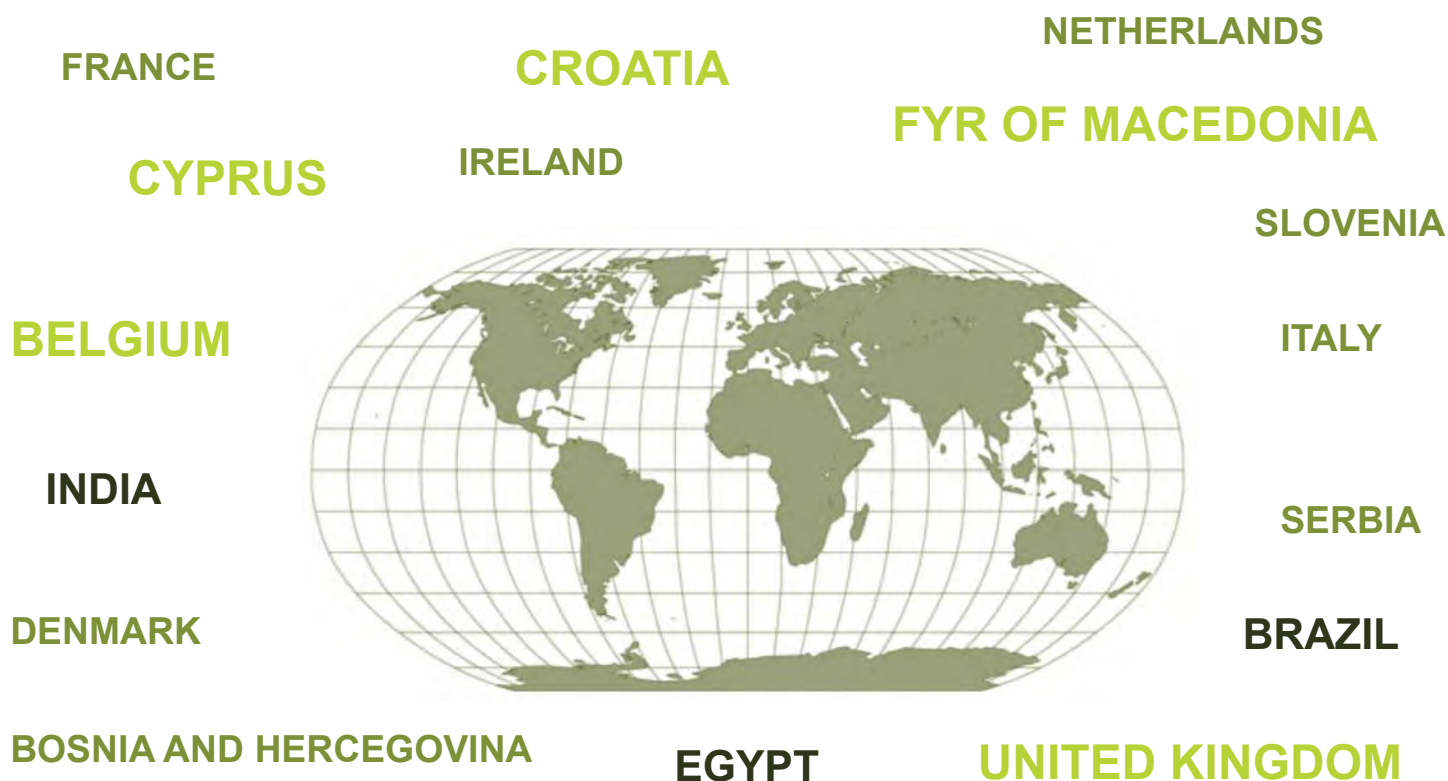 NETHERLANDS
FRANCE
CROATIA
FYR OF MACEDONIA
IRELAND
CYPRUS
SLOVENIA
BELGIUM
ITALY
INDIA
SERBIA
DENMARK
BRAZIL
BOSNIA AND HERCEGOVINA
EGYPT
UNITED KINGDOM